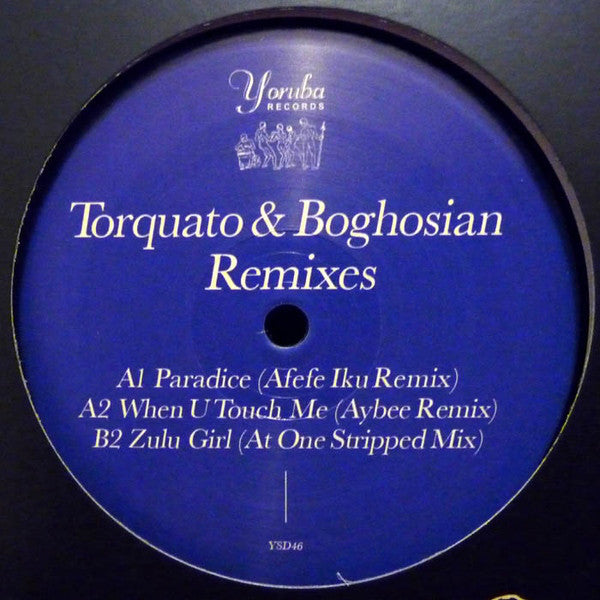 Yoruba
RECORDS
Torquato & Boghosian
Remixes
A1 Paradice (Afefe Iku Remix)
A2 When U Touch Me (Aybee Remix)
B2 Zulu Girl (At One Stripped Mix)
YSD46